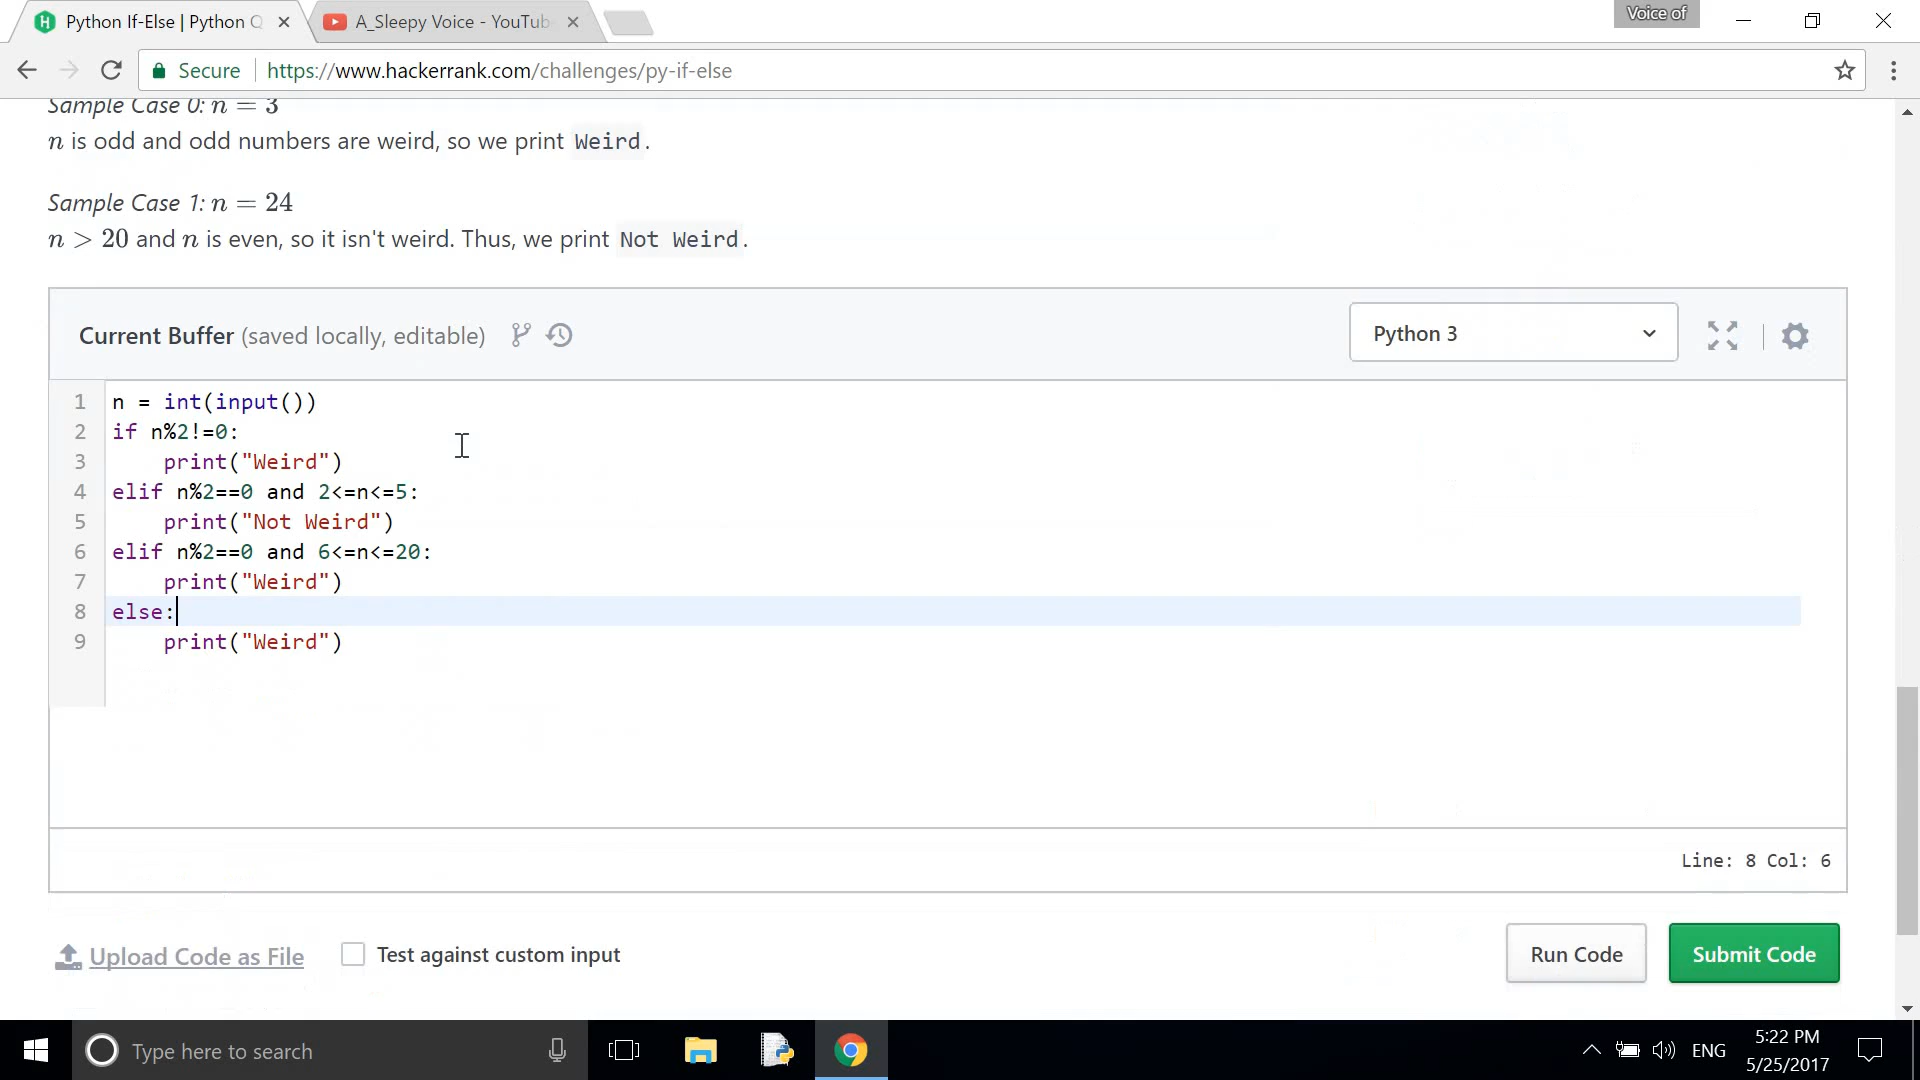 Python If-Else | Python Q
A_Sleepy Voice - YouTub
Voice of
Secure
https://www.hackerrank.com/challenges/py-if-else
Sample Case 0: n = 3
n is odd and odd numbers are weird, so we print Weird.
Sample Case 1: n = 24
n > 20 and n is even, so it isn't weird. Thus, we print Not Weird.
Current Buffer (saved locally, editable)
Python 3
1 n = int(input())
2 if n%2!=0:
3     print("Weird")
4 elif n%2==0 and 2<=n<=5:
5     print("Not Weird")
6 elif n%2==0 and 6<=n<=20:
7     print("Weird")
8 else:
9     print("Weird")
Line: 8 Col: 6
Upload Code as File
Test against custom input
Run Code
Submit Code
Type here to search
ENG
5:22 PM
5/25/2017